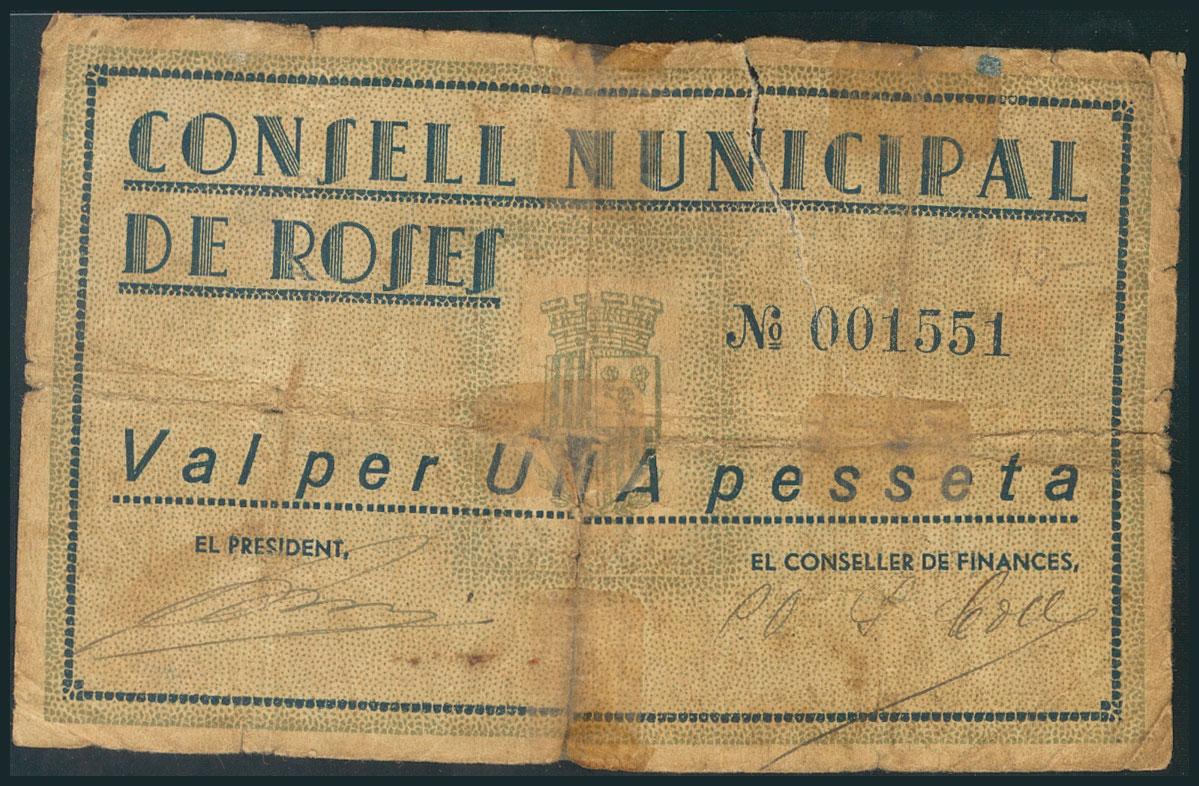 CONSELL MUNICIPAL
DE ROSES
Nº 001551
Val per UNA pesseta
EL PRESIDENT,
EL CONSELLER DE FINANCES,